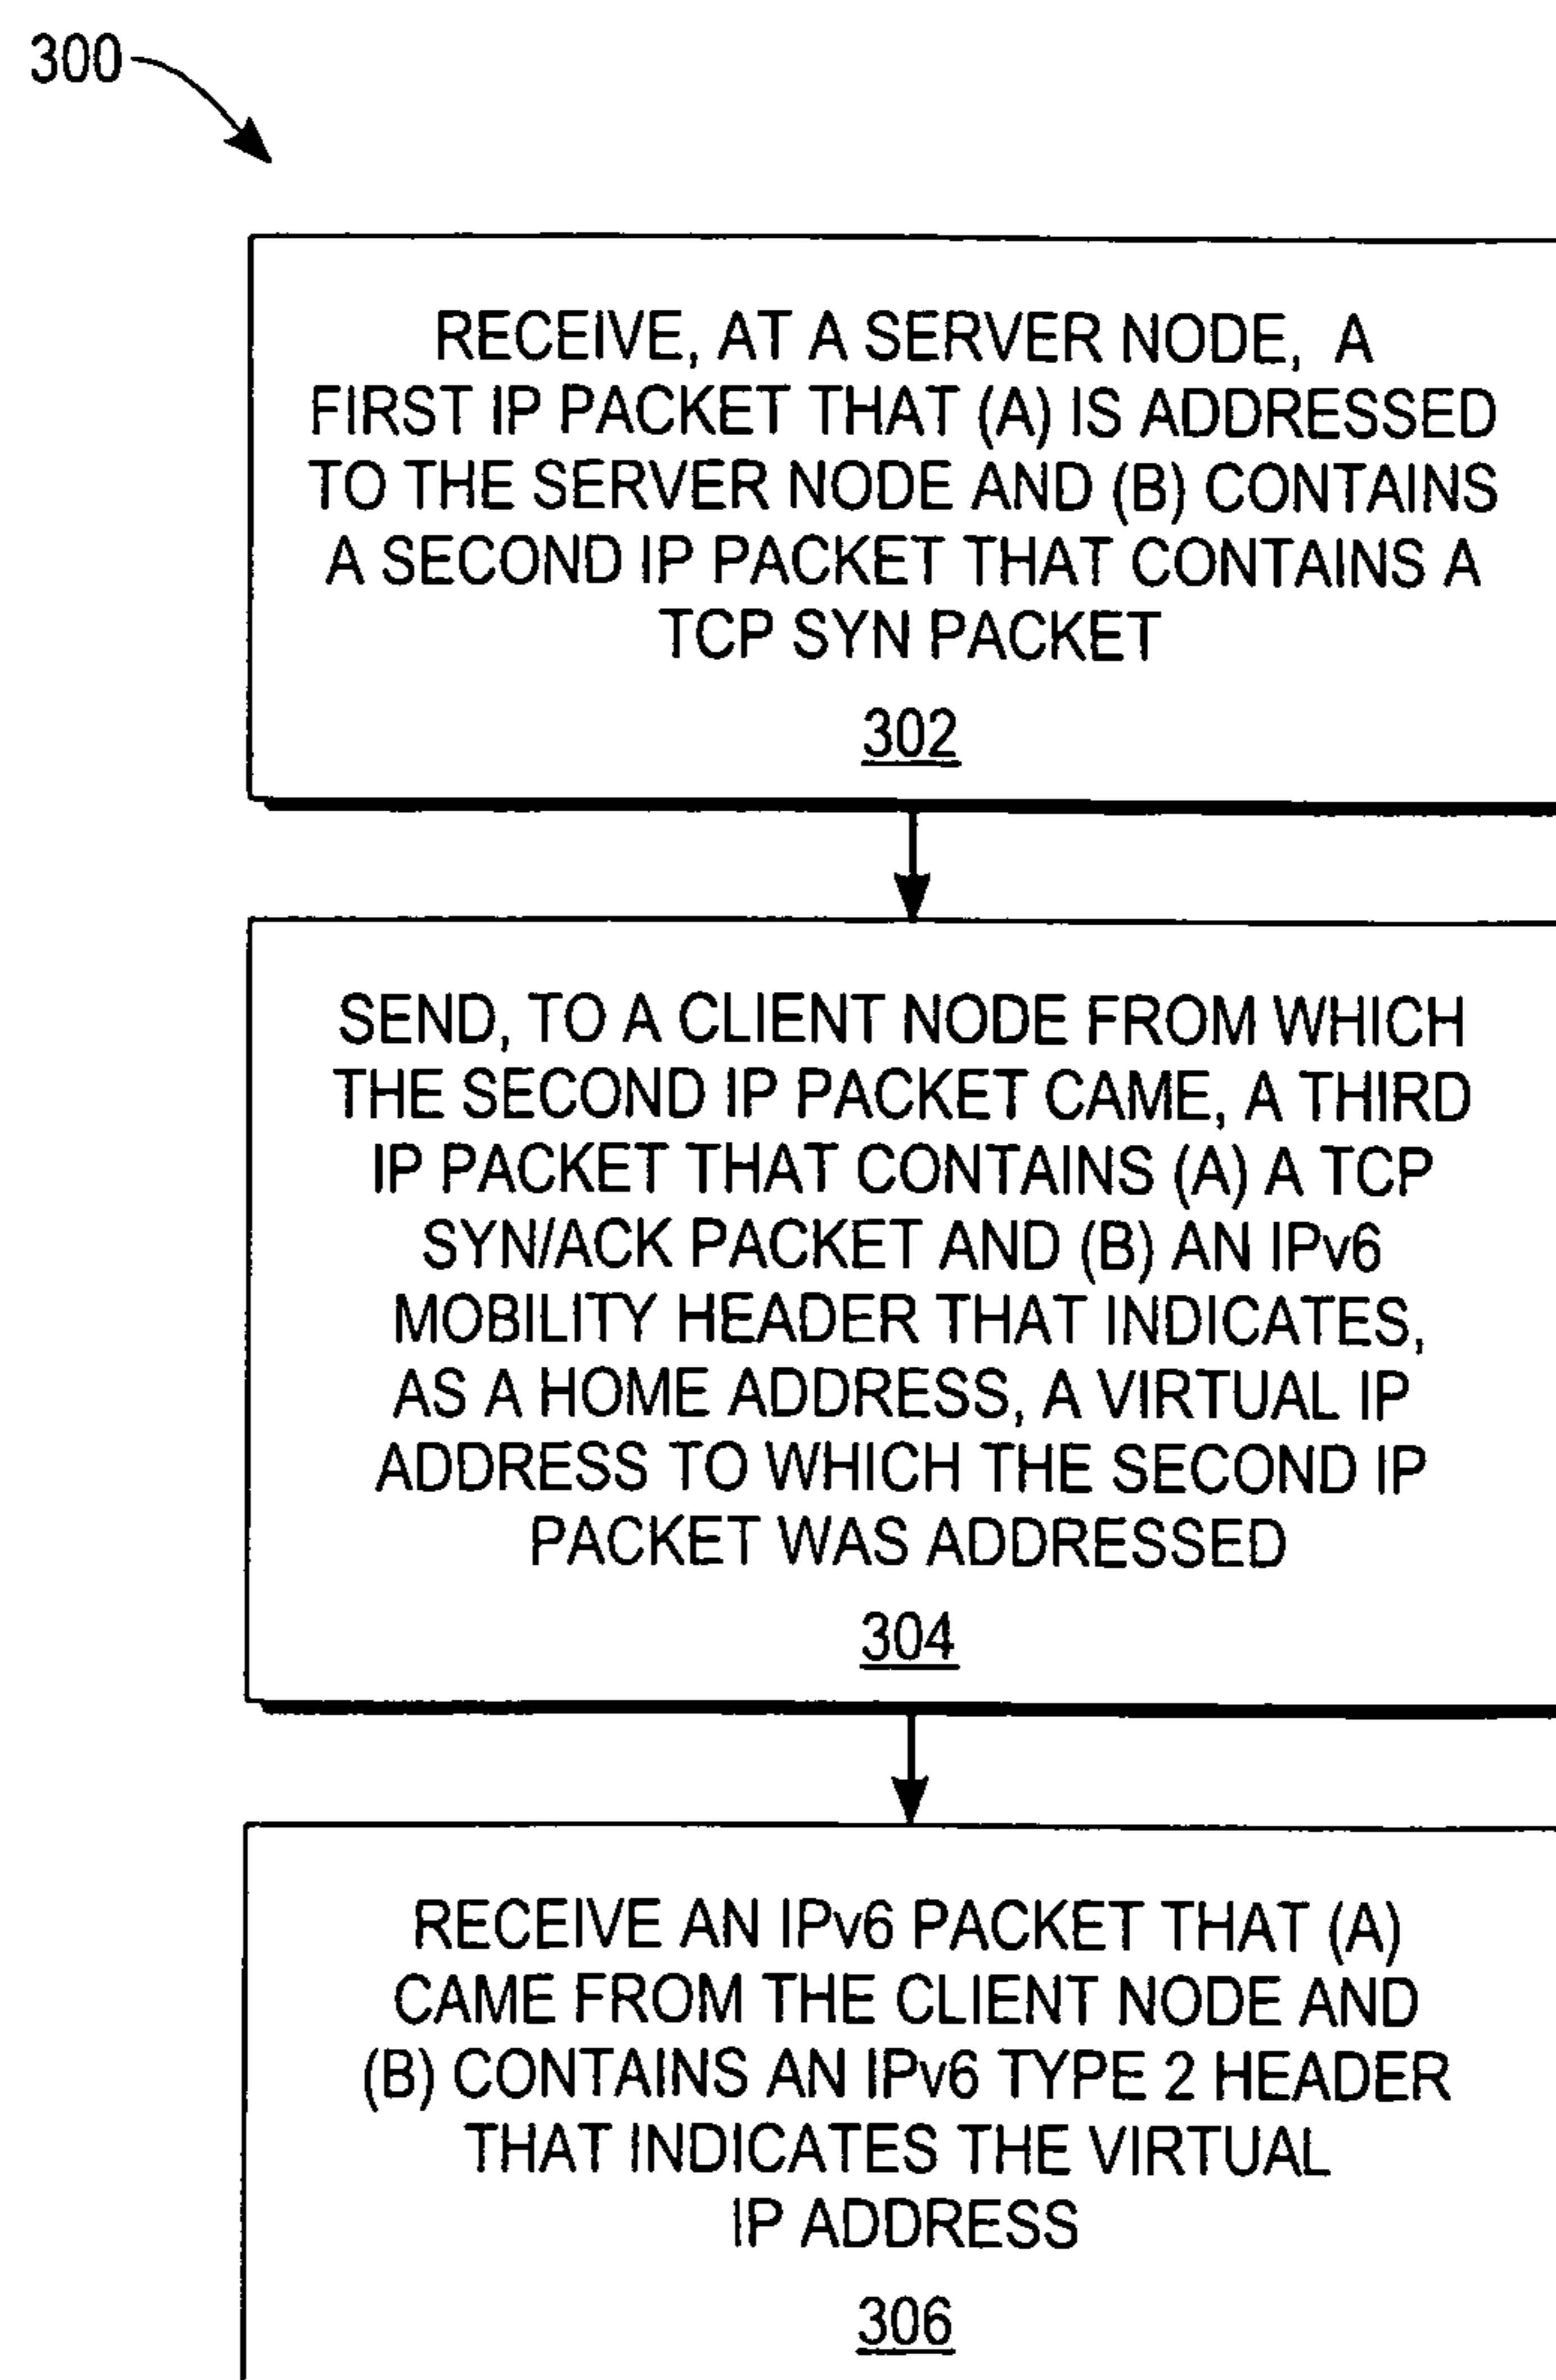 300
RECEIVE, AT A SERVER NODE, A
FIRST IP PACKET THAT (A) IS ADDRESSED
TO THE SERVER NODE AND (B) CONTAINS
A SECOND IP PACKET THAT CONTAINS A
TCP SYN PACKET
302
SEND, TO A CLIENT NODE FROM WHICH
THE SECOND IP PACKET CAME, A THIRD
IP PACKET THAT CONTAINS (A) A TCP
SYN/ACK PACKET AND (B) AN IPv6
MOBILITY HEADER THAT INDICATES,
AS A HOME ADDRESS, A VIRTUAL IP
ADDRESS TO WHICH THE SECOND IP
PACKET WAS ADDRESSED
304
RECEIVE AN IPv6 PACKET THAT (A)
CAME FROM THE CLIENT NODE AND
(B) CONTAINS AN IPv6 TYPE 2 HEADER
THAT INDICATES THE VIRTUAL
IP ADDRESS
306